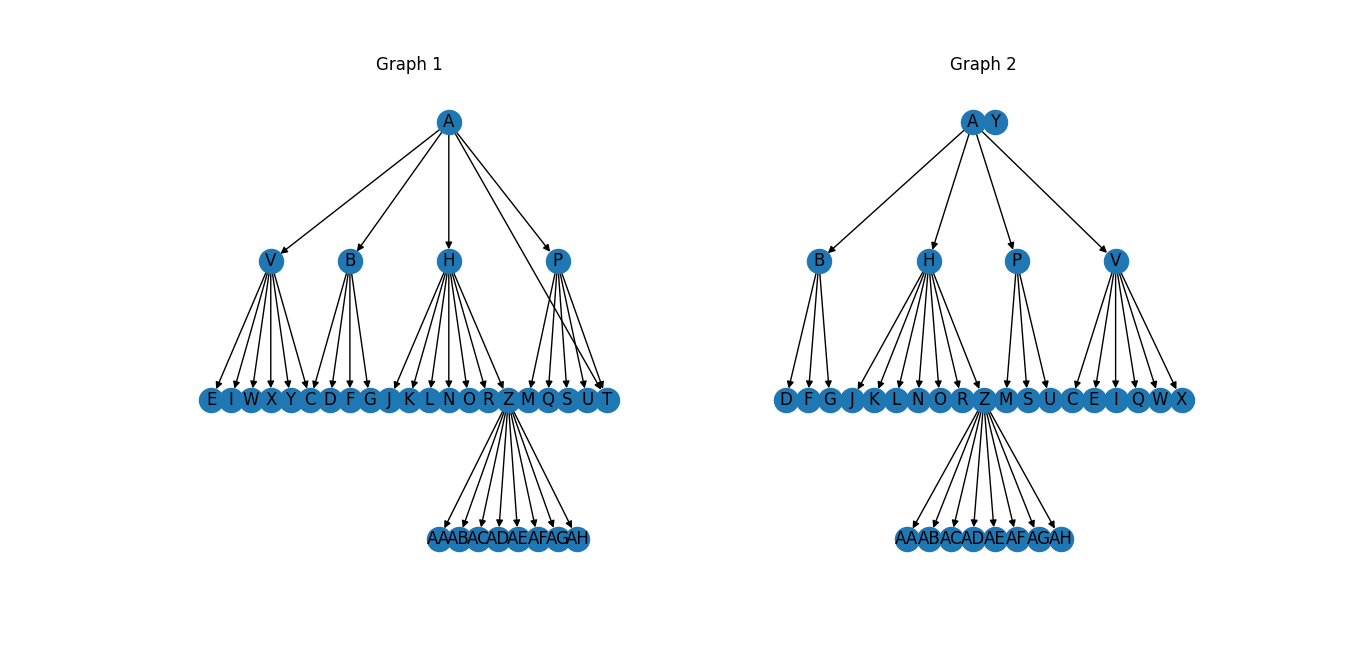 Graph 1
Graph 2
A
A Y
V B H P
B H P V
E I W X Y C D F G J K L N O R Z M Q S U T
D F G J K L N O R Z M S U C E I Q W X
AA AB AC AD AE AF AG AH
AA AB AC AD AE AF AG AH